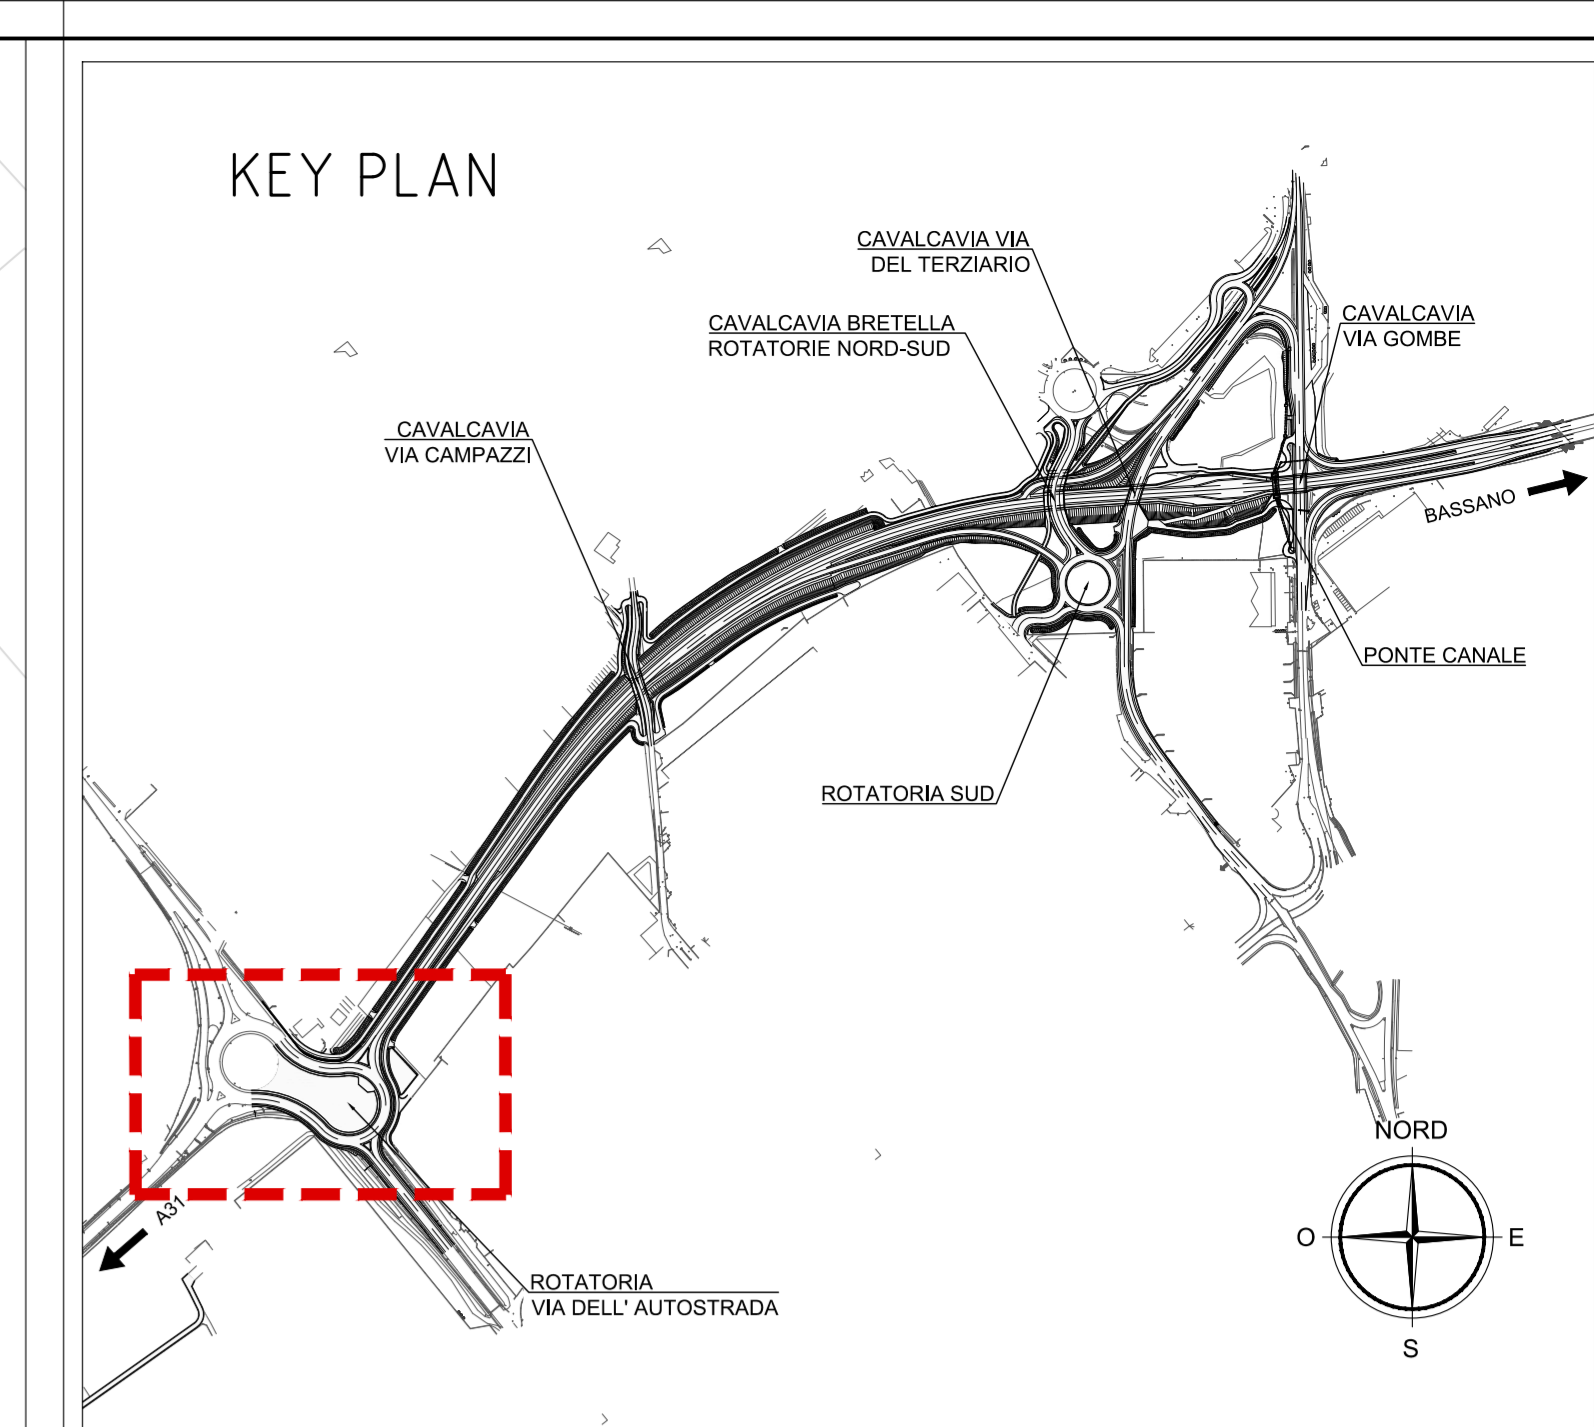 KEY PLAN
CAVALCAVIA VIA
DEL TERZIARIO
CAVALCAVIA BRETELLA
ROTATORIE NORD-SUD
CAVALCAVIA
VIA GOMBE
CAVALCAVIA
VIA CAMPAZZI
BASSANO
PONTE CANALE
ROTATORIA SUD
A31
ROTATORIA
VIA DELL' AUTOSTRADA
NORD
O
E
S